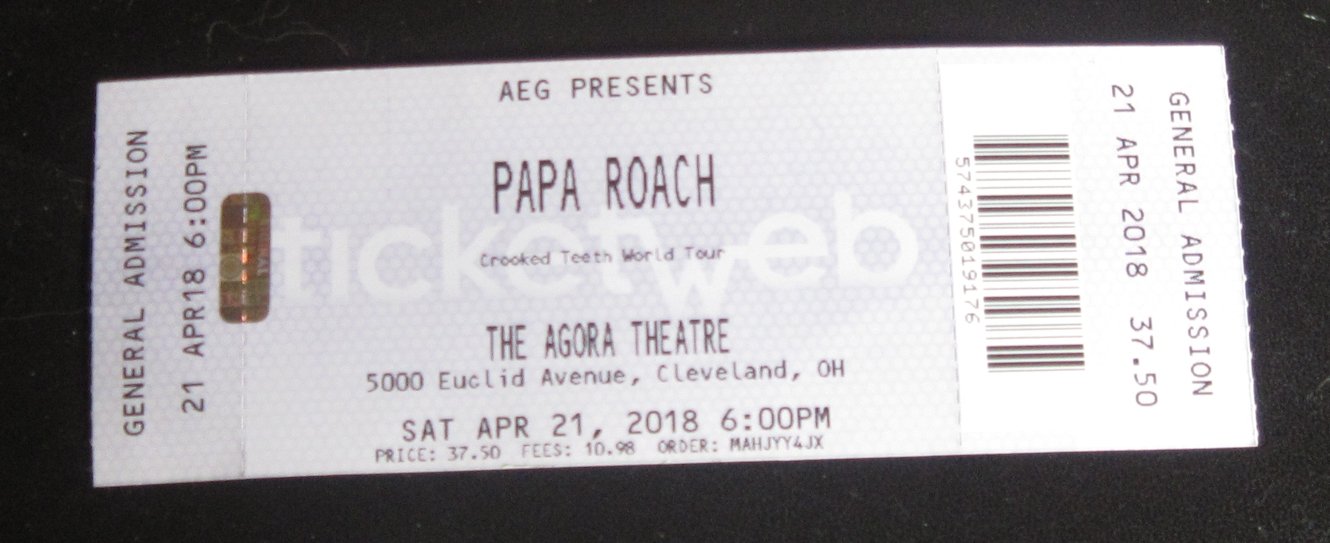 GENERAL ADMISSION
21 APR18 6:00PM
AEG PRESENTS
PAPA ROACH
ticketweb
Crooked Teeth World Tour
THE AGORA THEATRE
5000 Euclid Avenue, Cleveland, OH
SAT APR 21, 2018 6:00PM
PRICE: 37.50 FEES: 10.98 ORDER: MAHJYY4JX
574375019176
21 APR 2018 37.50
GENERAL ADMISSION